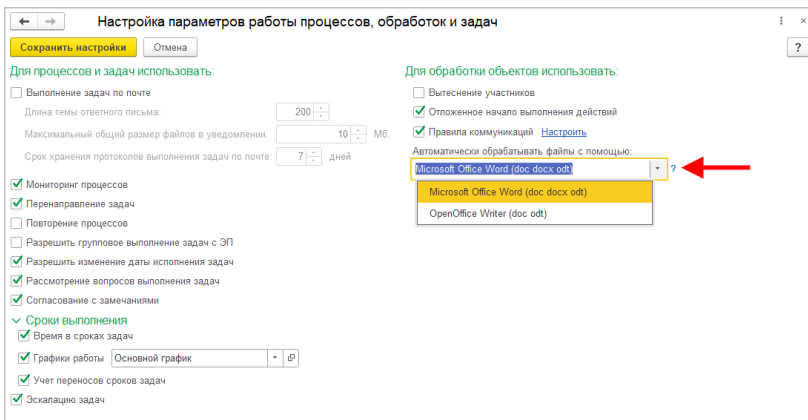 Настройка параметров работы процессов, обработок и задач
Сохранить настройки
Отмена
?
Для процессов и задач использовать:
Выполнение задач по почте
Длина темы ответного письма: 200
Максимальный общий размер файлов в уведомлении: 10 Мб.
Срок хранения протоколов выполнения задач по почте: 7 дней
Мониторинг процессов
Перенаправление задач
Повторение процессов
Разрешить групповое выполнение задач с ЭП
Разрешить изменение даты исполнения задач
Рассмотрение вопросов выполнения задач
Согласование с замечаниями
Сроки выполнения
Время в сроках задач
Графики работы Основной график
Учет переносов сроков задач
Эскалацию задач
Для обработки объектов использовать:
Вытеснение участников
Отложенное начало выполнения действий
Правила коммуникаций Настроить
Автоматически обрабатывать файлы с помощью:
Microsoft Office Word (doc docx odt) ?
Microsoft Office Word (doc docx odt)
OpenOffice Writer (doc odt)